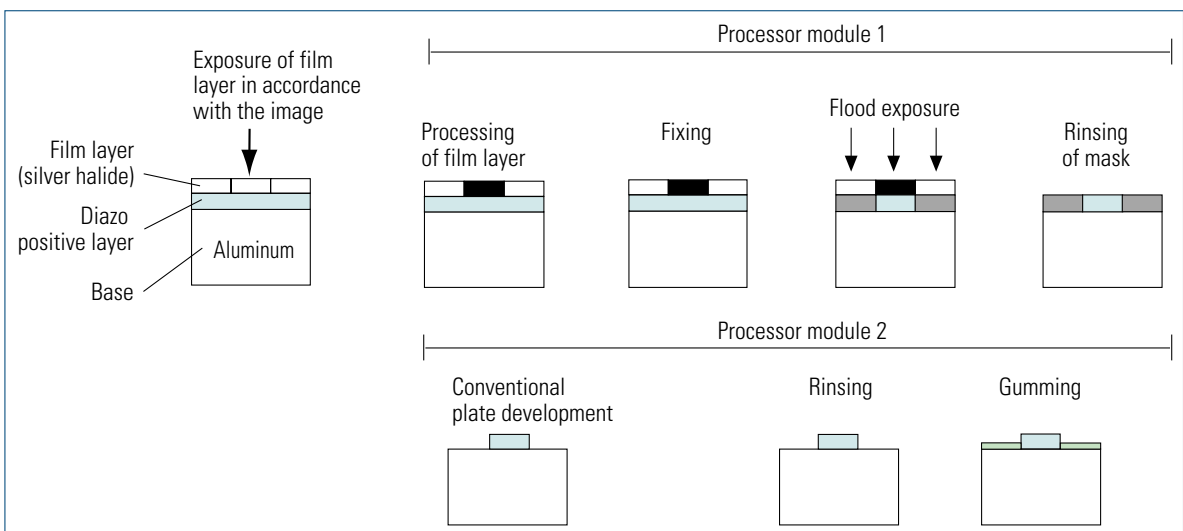 Exposure of film
layer in accordance
with the image
Film layer
(silver halide)
Diazo
positive layer
Aluminum
Base
Processor module 1
Processing
of film layer
Fixing
Flood exposure
Rinsing
of mask
Processor module 2
Conventional
plate development
Rinsing
Gumming